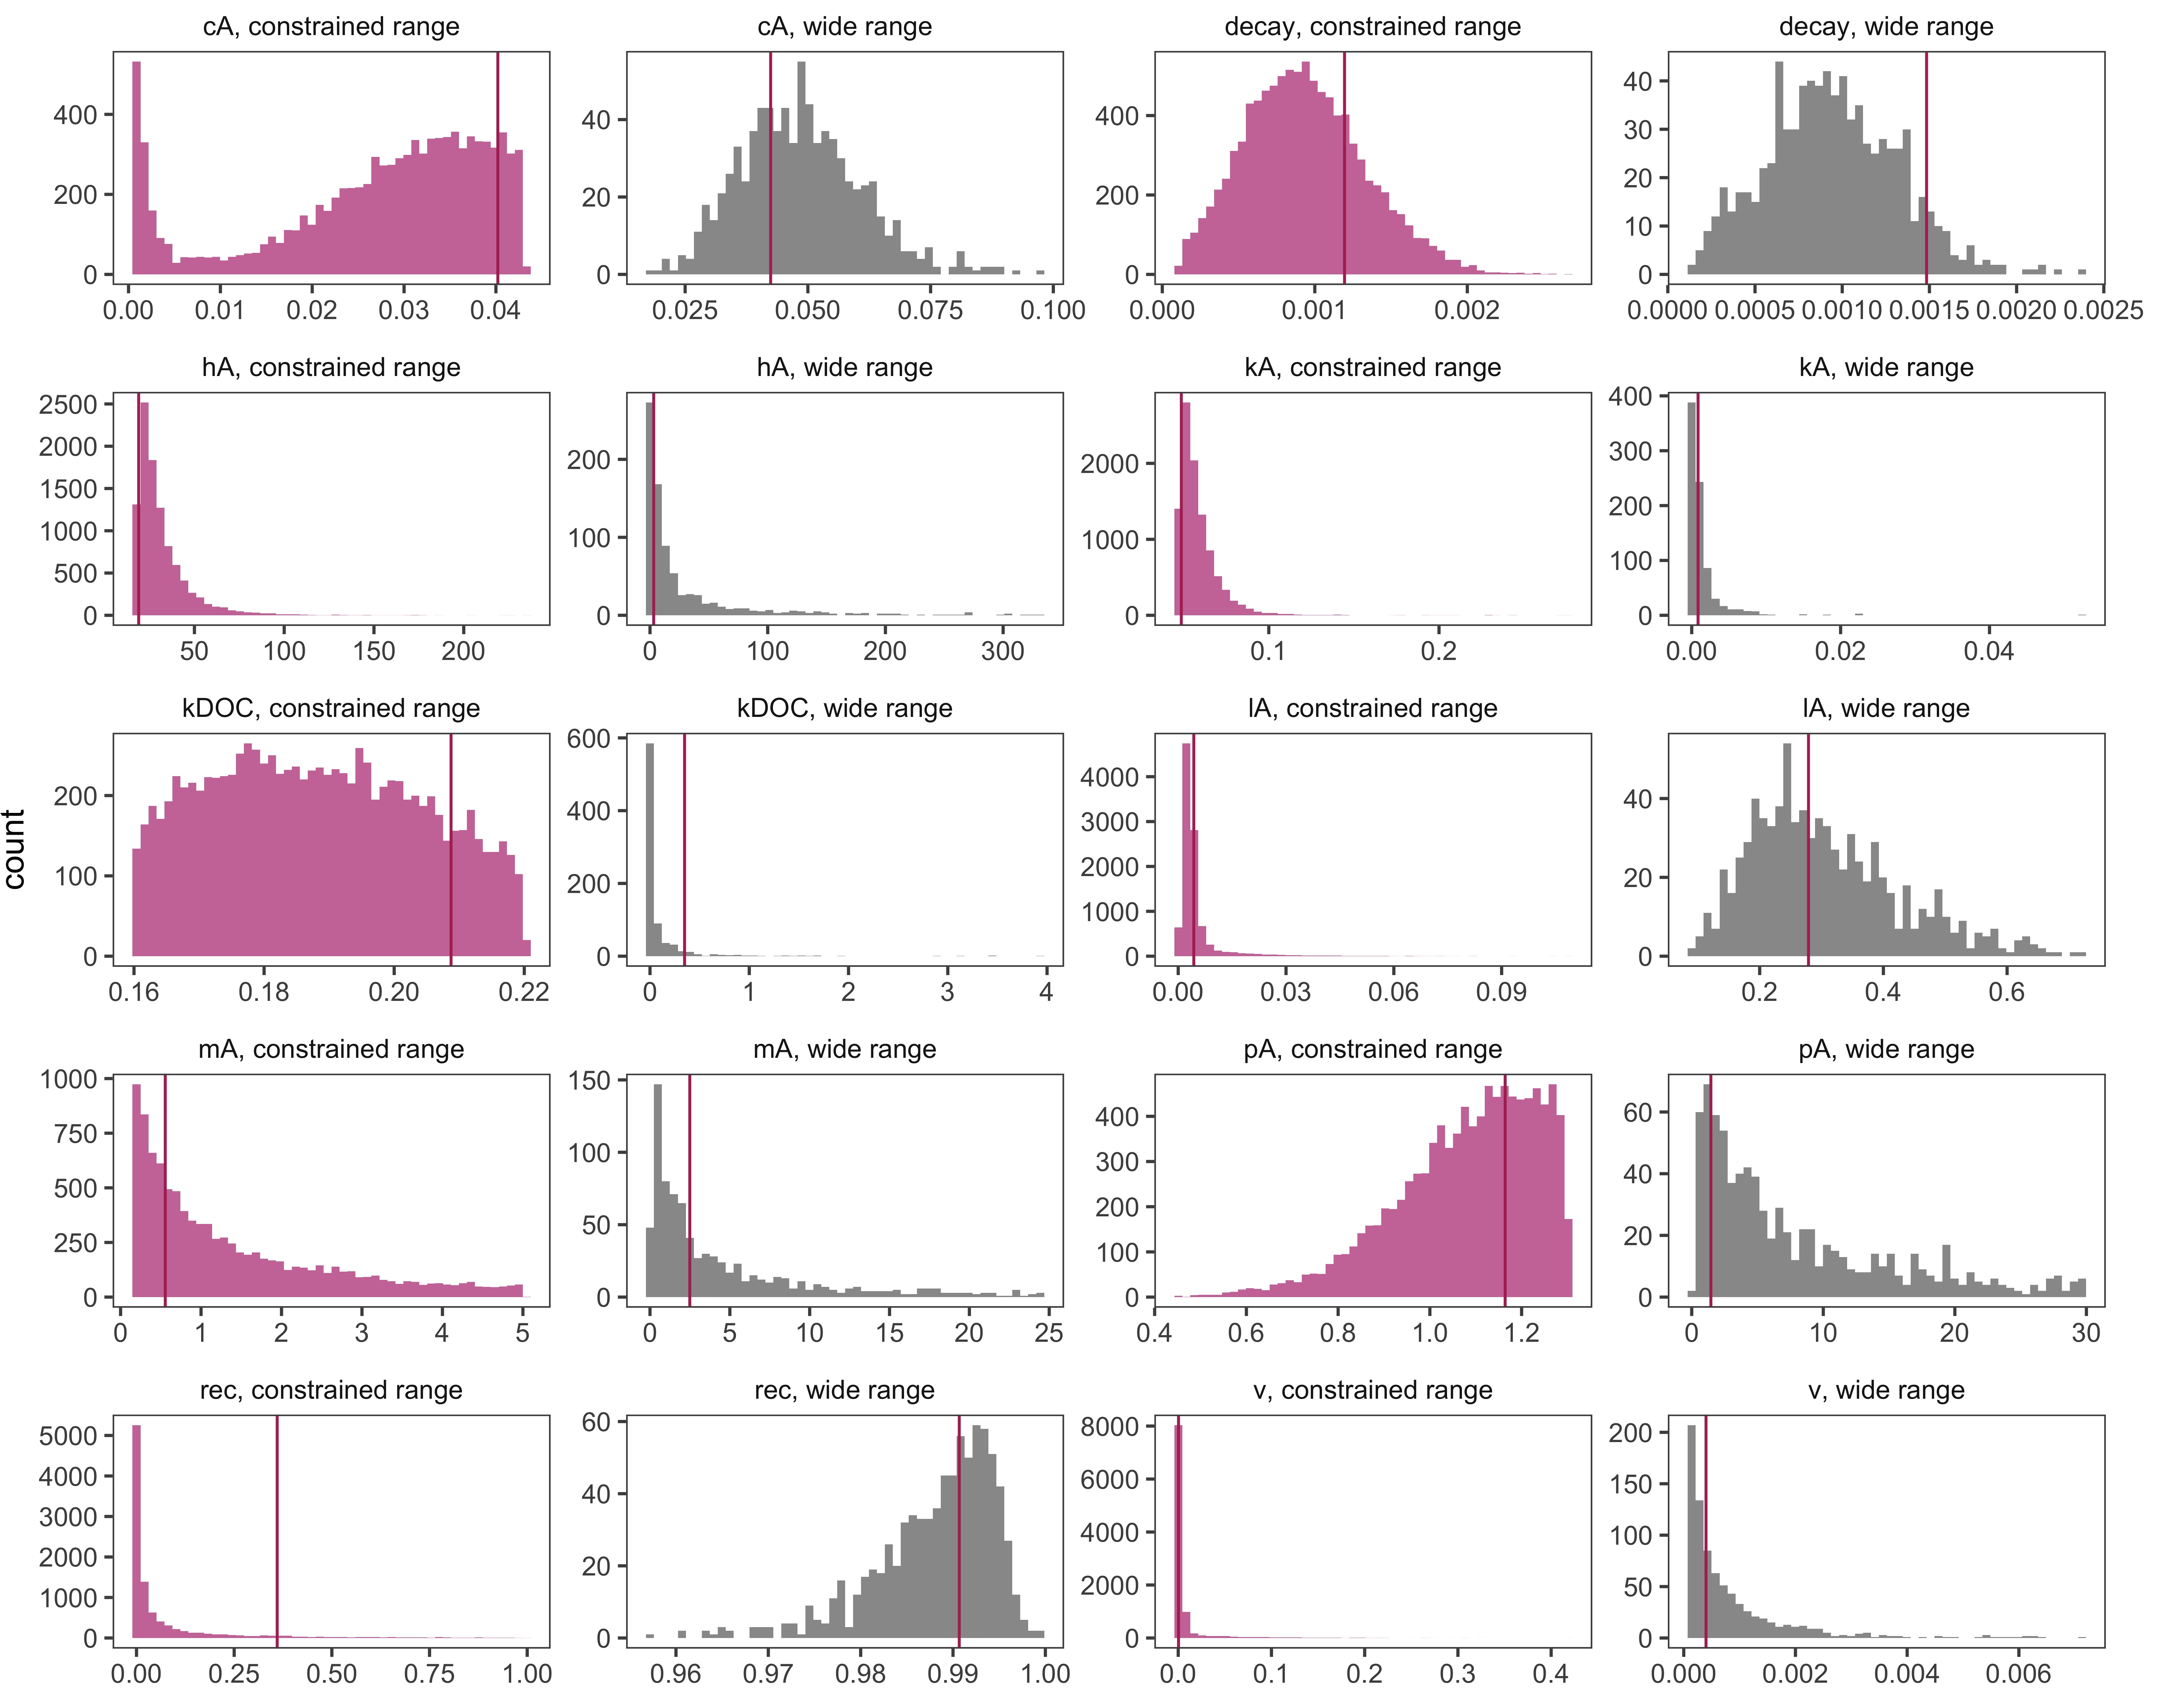 cA, constrained range
cA, wide range
decay, constrained range
decay, wide range
400
200
0
0.00 0.01 0.02 0.03 0.04
40
20
0
0.025 0.050 0.075 0.100
400
200
0
0.000 0.001 0.002
40
30
20
10
0
0.0000 0.0005 0.0010 0.0015 0.0020 0.0025
hA, constrained range
hA, wide range
kA, constrained range
kA, wide range
2500
2000
1500
1000
500
0
50 100 150 200
200
100
0
0 100 200 300
2000
1000
0
0.1 0.2
400
300
200
100
0
0.00 0.02 0.04
count
kDOC, constrained range
kDOC, wide range
lA, constrained range
lA, wide range
200
100
0
0.16 0.18 0.20 0.22
600
400
200
0
0 1 2 3 4
4000
3000
2000
1000
0
0.00 0.03 0.06 0.09
40
20
0
0.2 0.4 0.6
mA, constrained range
mA, wide range
pA, constrained range
pA, wide range
1000
750
500
250
0
0 1 2 3 4 5
150
100
50
0
0 5 10 15 20 25
400
300
200
100
0
0.4 0.6 0.8 1.0 1.2
60
40
20
0
0 10 20 30
rec, constrained range
rec, wide range
v, constrained range
v, wide range
5000
4000
3000
2000
1000
0
0.00 0.25 0.50 0.75 1.00
60
40
20
0
0.96 0.97 0.98 0.99 1.00
8000
6000
4000
2000
0
0.0 0.1 0.2 0.3 0.4
200
150
100
50
0
0.000 0.002 0.004 0.006